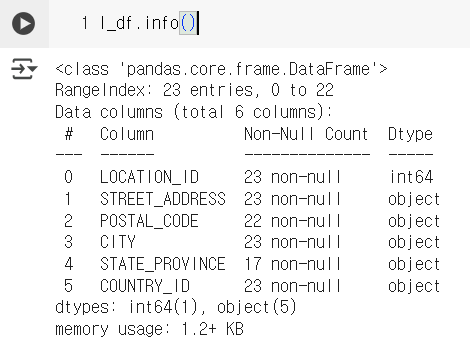 1 l_df.info()
<class 'pandas.core.frame.DataFrame'>
RangeIndex: 23 entries, 0 to 22
Data columns (total 6 columns):
 #   Column          Non-Null Count  Dtype
---  ------          --------------  -----
 0   LOCATION_ID     23 non-null     int64
 1   STREET_ADDRESS  23 non-null     object
 2   POSTAL_CODE     22 non-null     object
 3   CITY            23 non-null     object
 4   STATE_PROVINCE  17 non-null     object
 5   COUNTRY_ID      23 non-null     object
dtypes: int64(1), object(5)
memory usage: 1.2+ KB